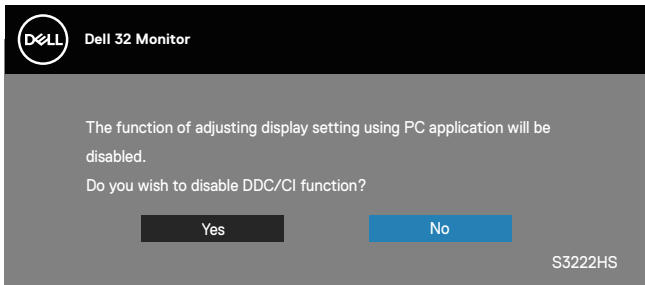 DELL
Dell 32 Monitor
The function of adjusting display setting using PC application will be
disabled.
Do you wish to disable DDC/CI function?
Yes
No
S3222HS